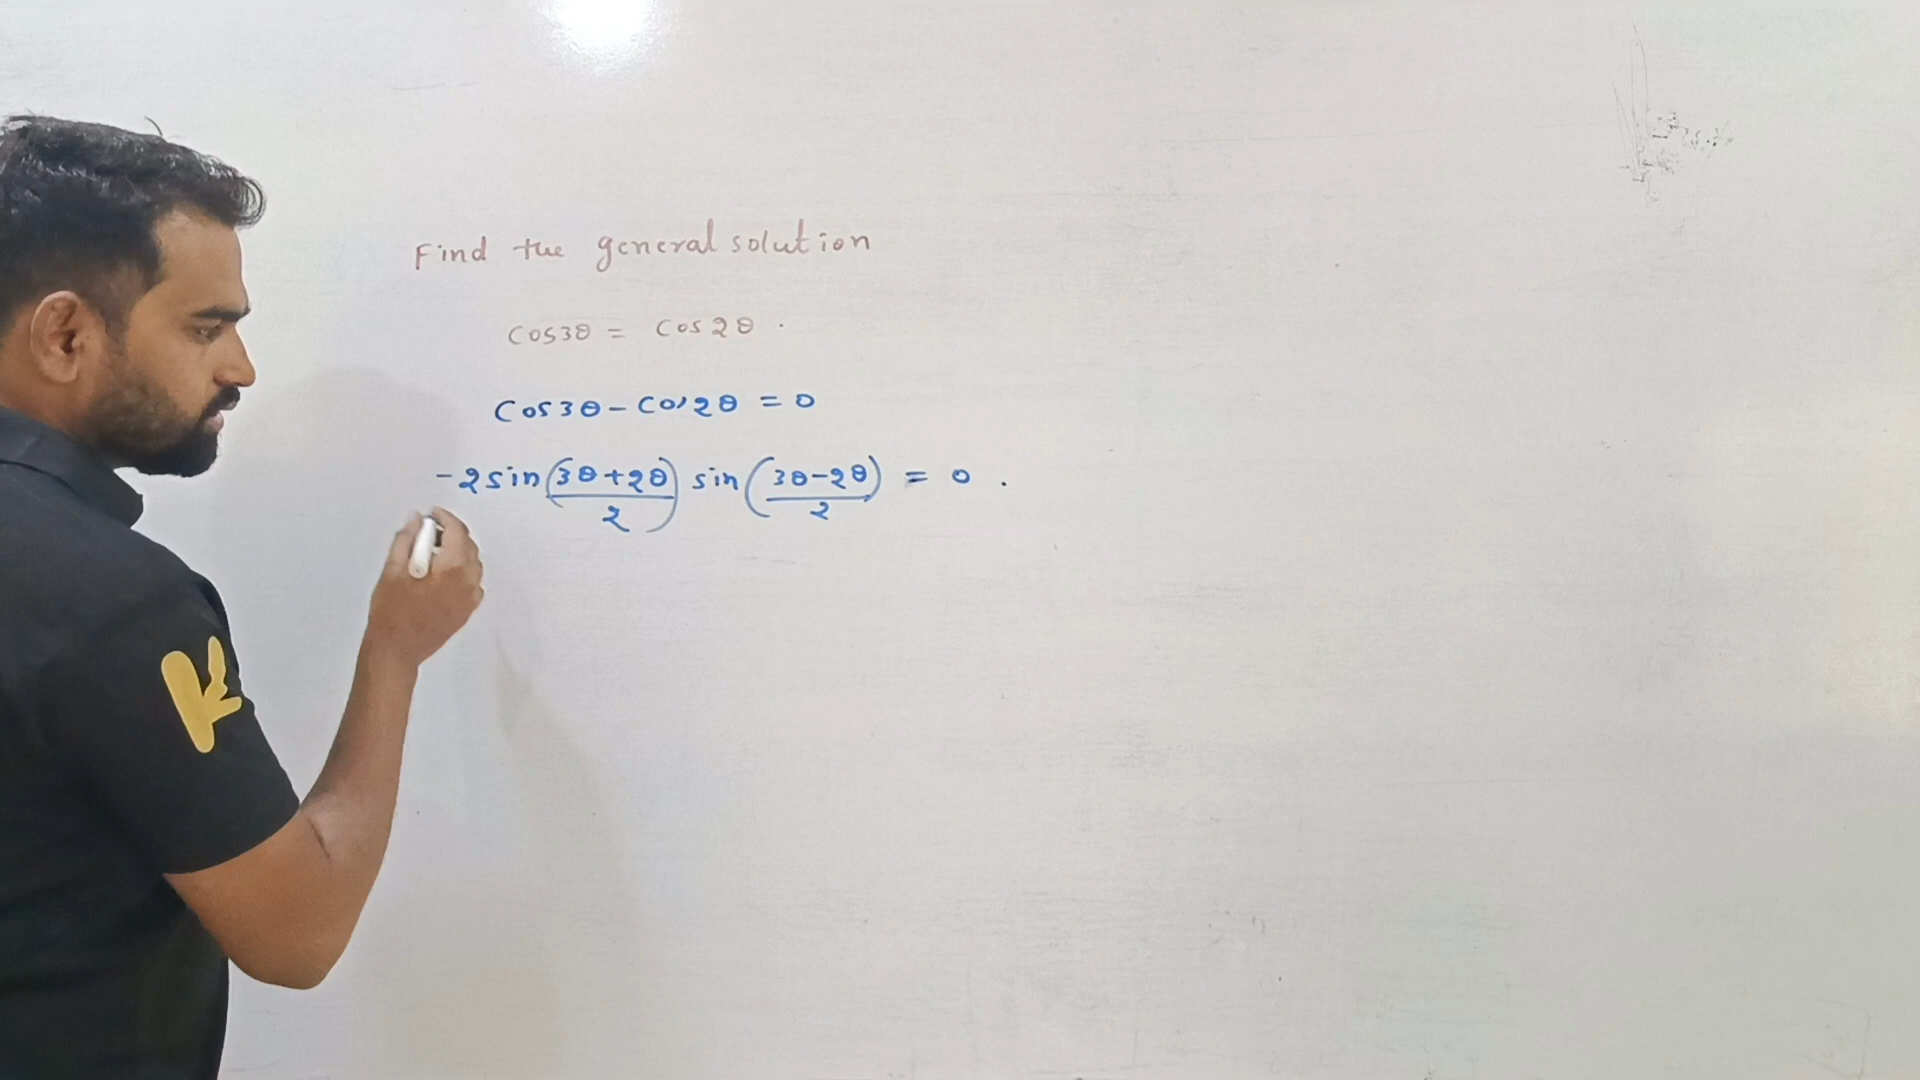 Find the general solution
cos3θ = cos2θ .
cos3θ - cos2θ = 0
-2sin(3θ+2θ/2) sin(3θ-2θ/2) = 0 .